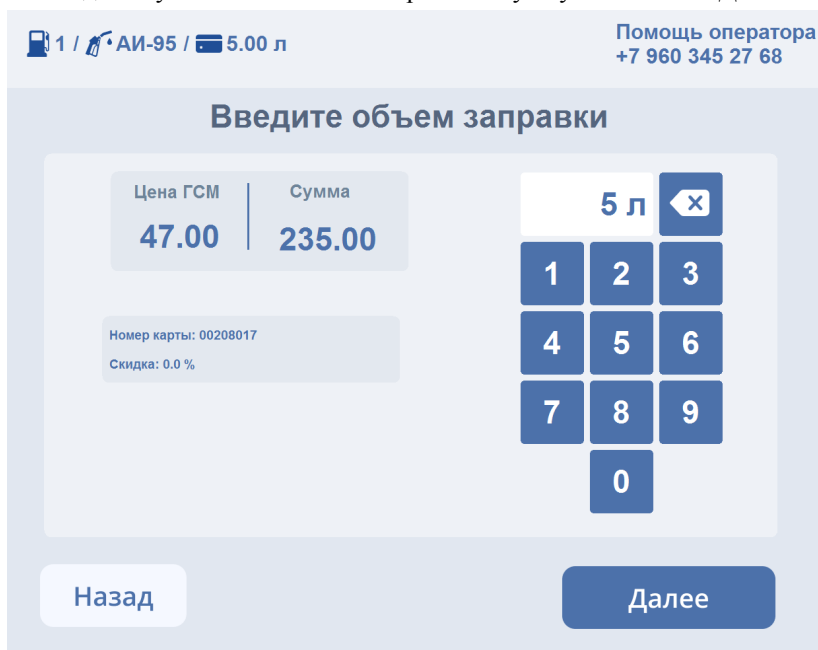 1 / АИ-95 / 5.00 л
Помощь оператора
+7 960 345 27 68
Введите объем заправки
Цена ГСМ
Сумма
47.00
235.00
Номер карты: 00208017
Скидка: 0.0 %
5 л
1 2 3
4 5 6
7 8 9
0
Назад
Далее